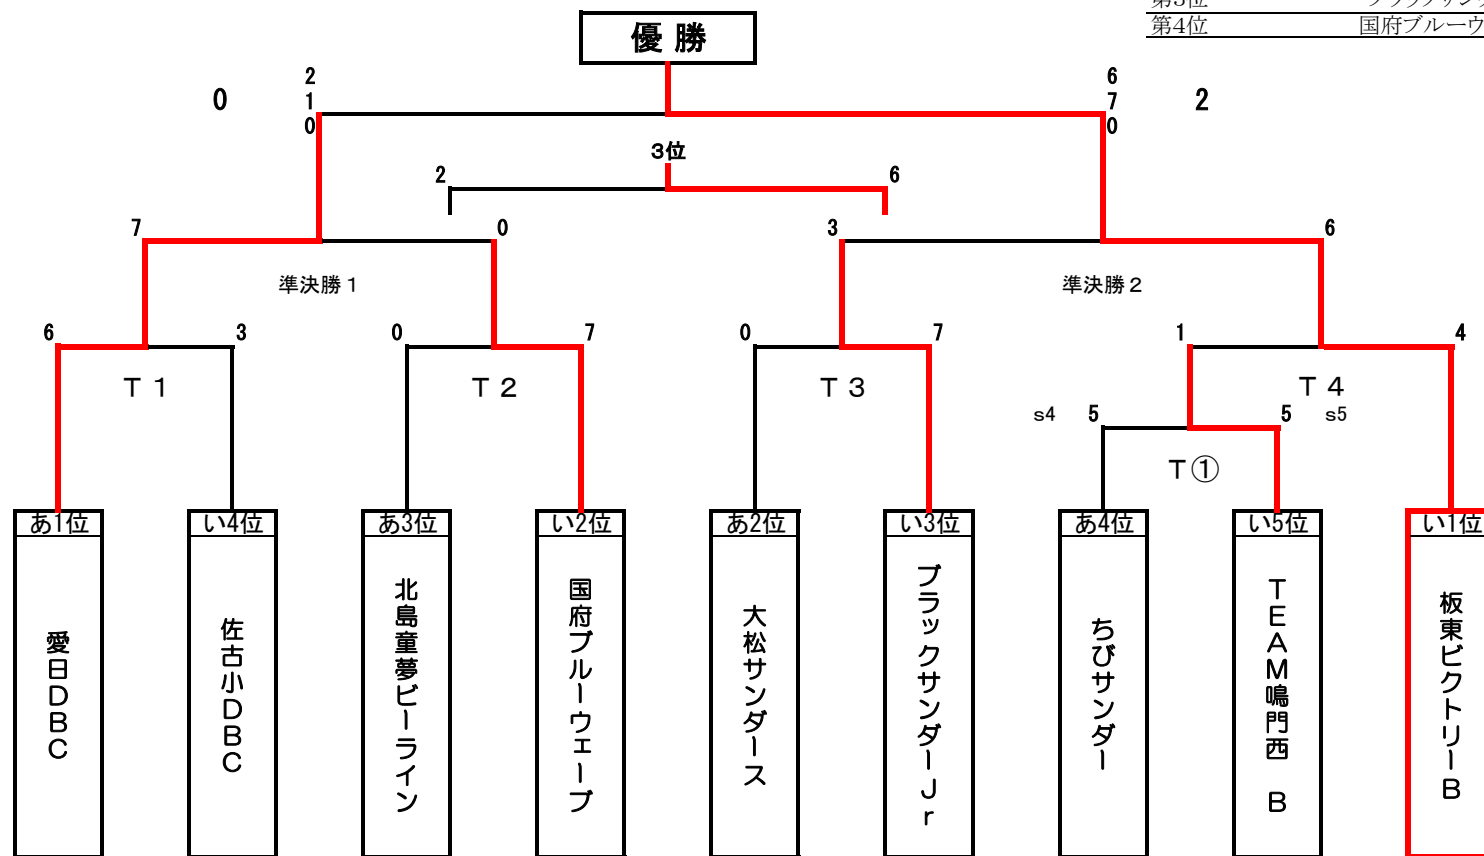 第3位
第4位 国府ブルーウ
優勝
0 2 6 2
1 7
0 0
3位
2 6
7 0 3 6
準決勝1 準決勝2
6 3 0 7 0 7 1 4
T1 T2 T3 T4
s4 5 5 s5
T①
あ1位 い4位 あ3位 い2位 あ2位 い3位 あ4位 い5位 い1位
愛日DBC
佐古小DBC
北島童夢ビーライン
国府ブルーウェーブ
大松サンダース
ブラックサンダーJr
ちびサンダー
TEAM鳴門西 B
板東ビクトリーB